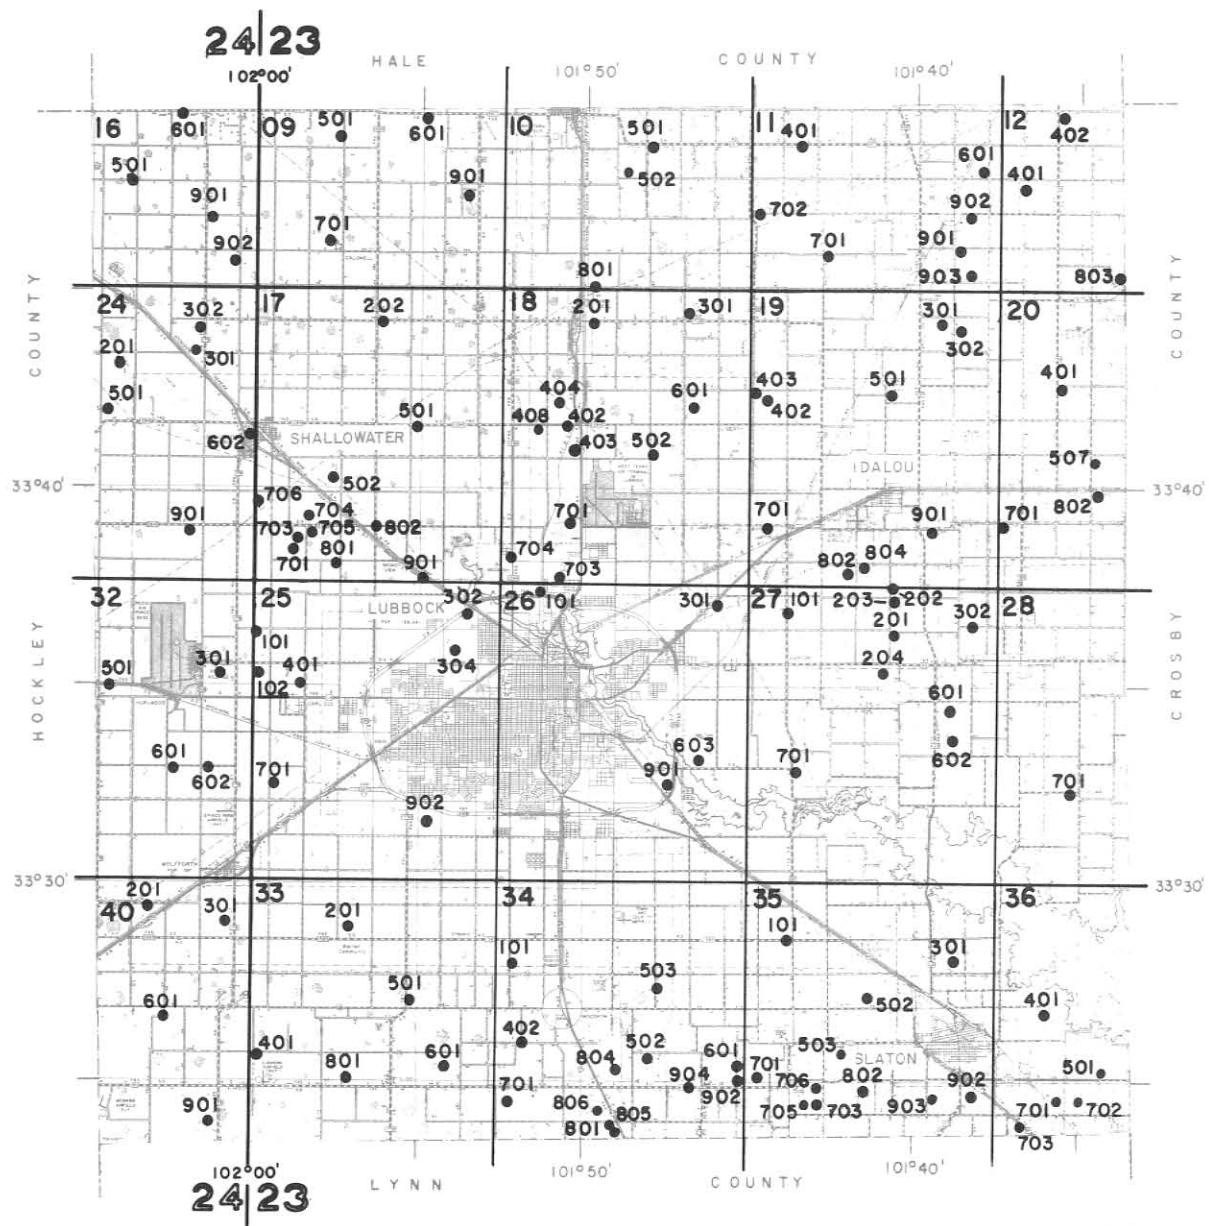 24 23
102°00'
HALE COUNTY
101°50'
101°40'
16 601 09 501 601 10 501 11 401 12 402
501 901 502 601 401
901 701 702 902
902 701 901
801 903 803
24 302 17 202 18 201 301 19 301 20
201 301 302
501 404 403 501 401
501 408 402 601 402
602 SHALLOWATER 403 502
COUNTY COUNTY
IDALOU 507
33°40' 502 33°40'
706 802
901 703 704 705 802 701 701 901 701
701 801 901 704 802 804
703
32 25 LUBBOCK 302 26 101 301 27 101 203 202 28
101 201 302
501 301 102 401 304 204
HOCKLEY CROSBY
601
601 602 701 603 602
901 701 701
902
WOLFFORTH
33°30' 33°30'
201 40 301 33 201 34 35 36
101 101 301
501 503
601 502 401
401 402 502 503 SLATON
801 601 804 601 701 706 802 902 501
904 902
901 701 806 805 705 703 903 701 702
801 703
102°00' 101°50' 101°40'
24 23
LYNN COUNTY